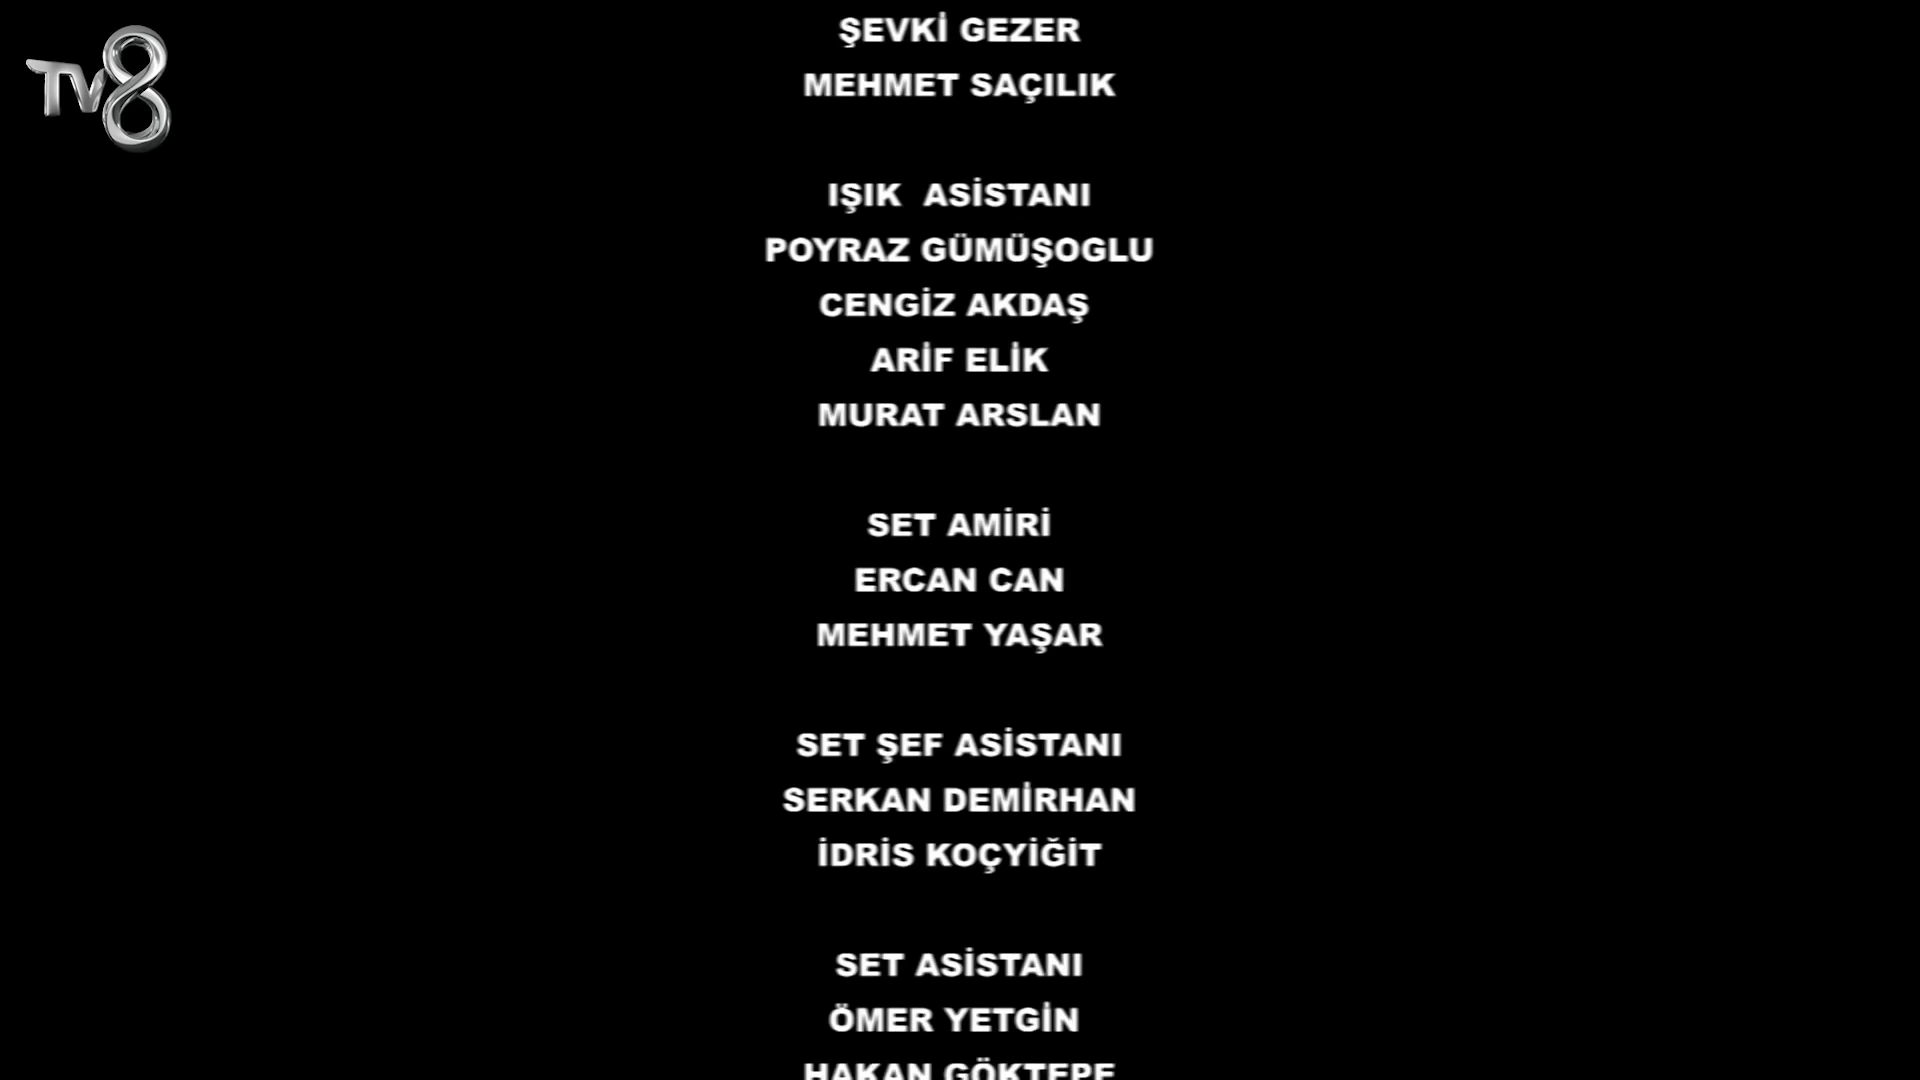 TV8
ŞEVKİ GEZER
MEHMET SAÇILIK
IŞIK  ASİSTANI
POYRAZ GÜMÜŞOGLU
CENGİZ AKDAŞ
ARİF ELİK
MURAT ARSLAN
SET AMİRİ
ERCAN CAN
MEHMET YAŞAR
SET ŞEF ASİSTANI
SERKAN DEMİRHAN
İDRİS KOÇYİĞİT
SET ASİSTANI
ÖMER YETGİN
HAKAN GÖKTEPE